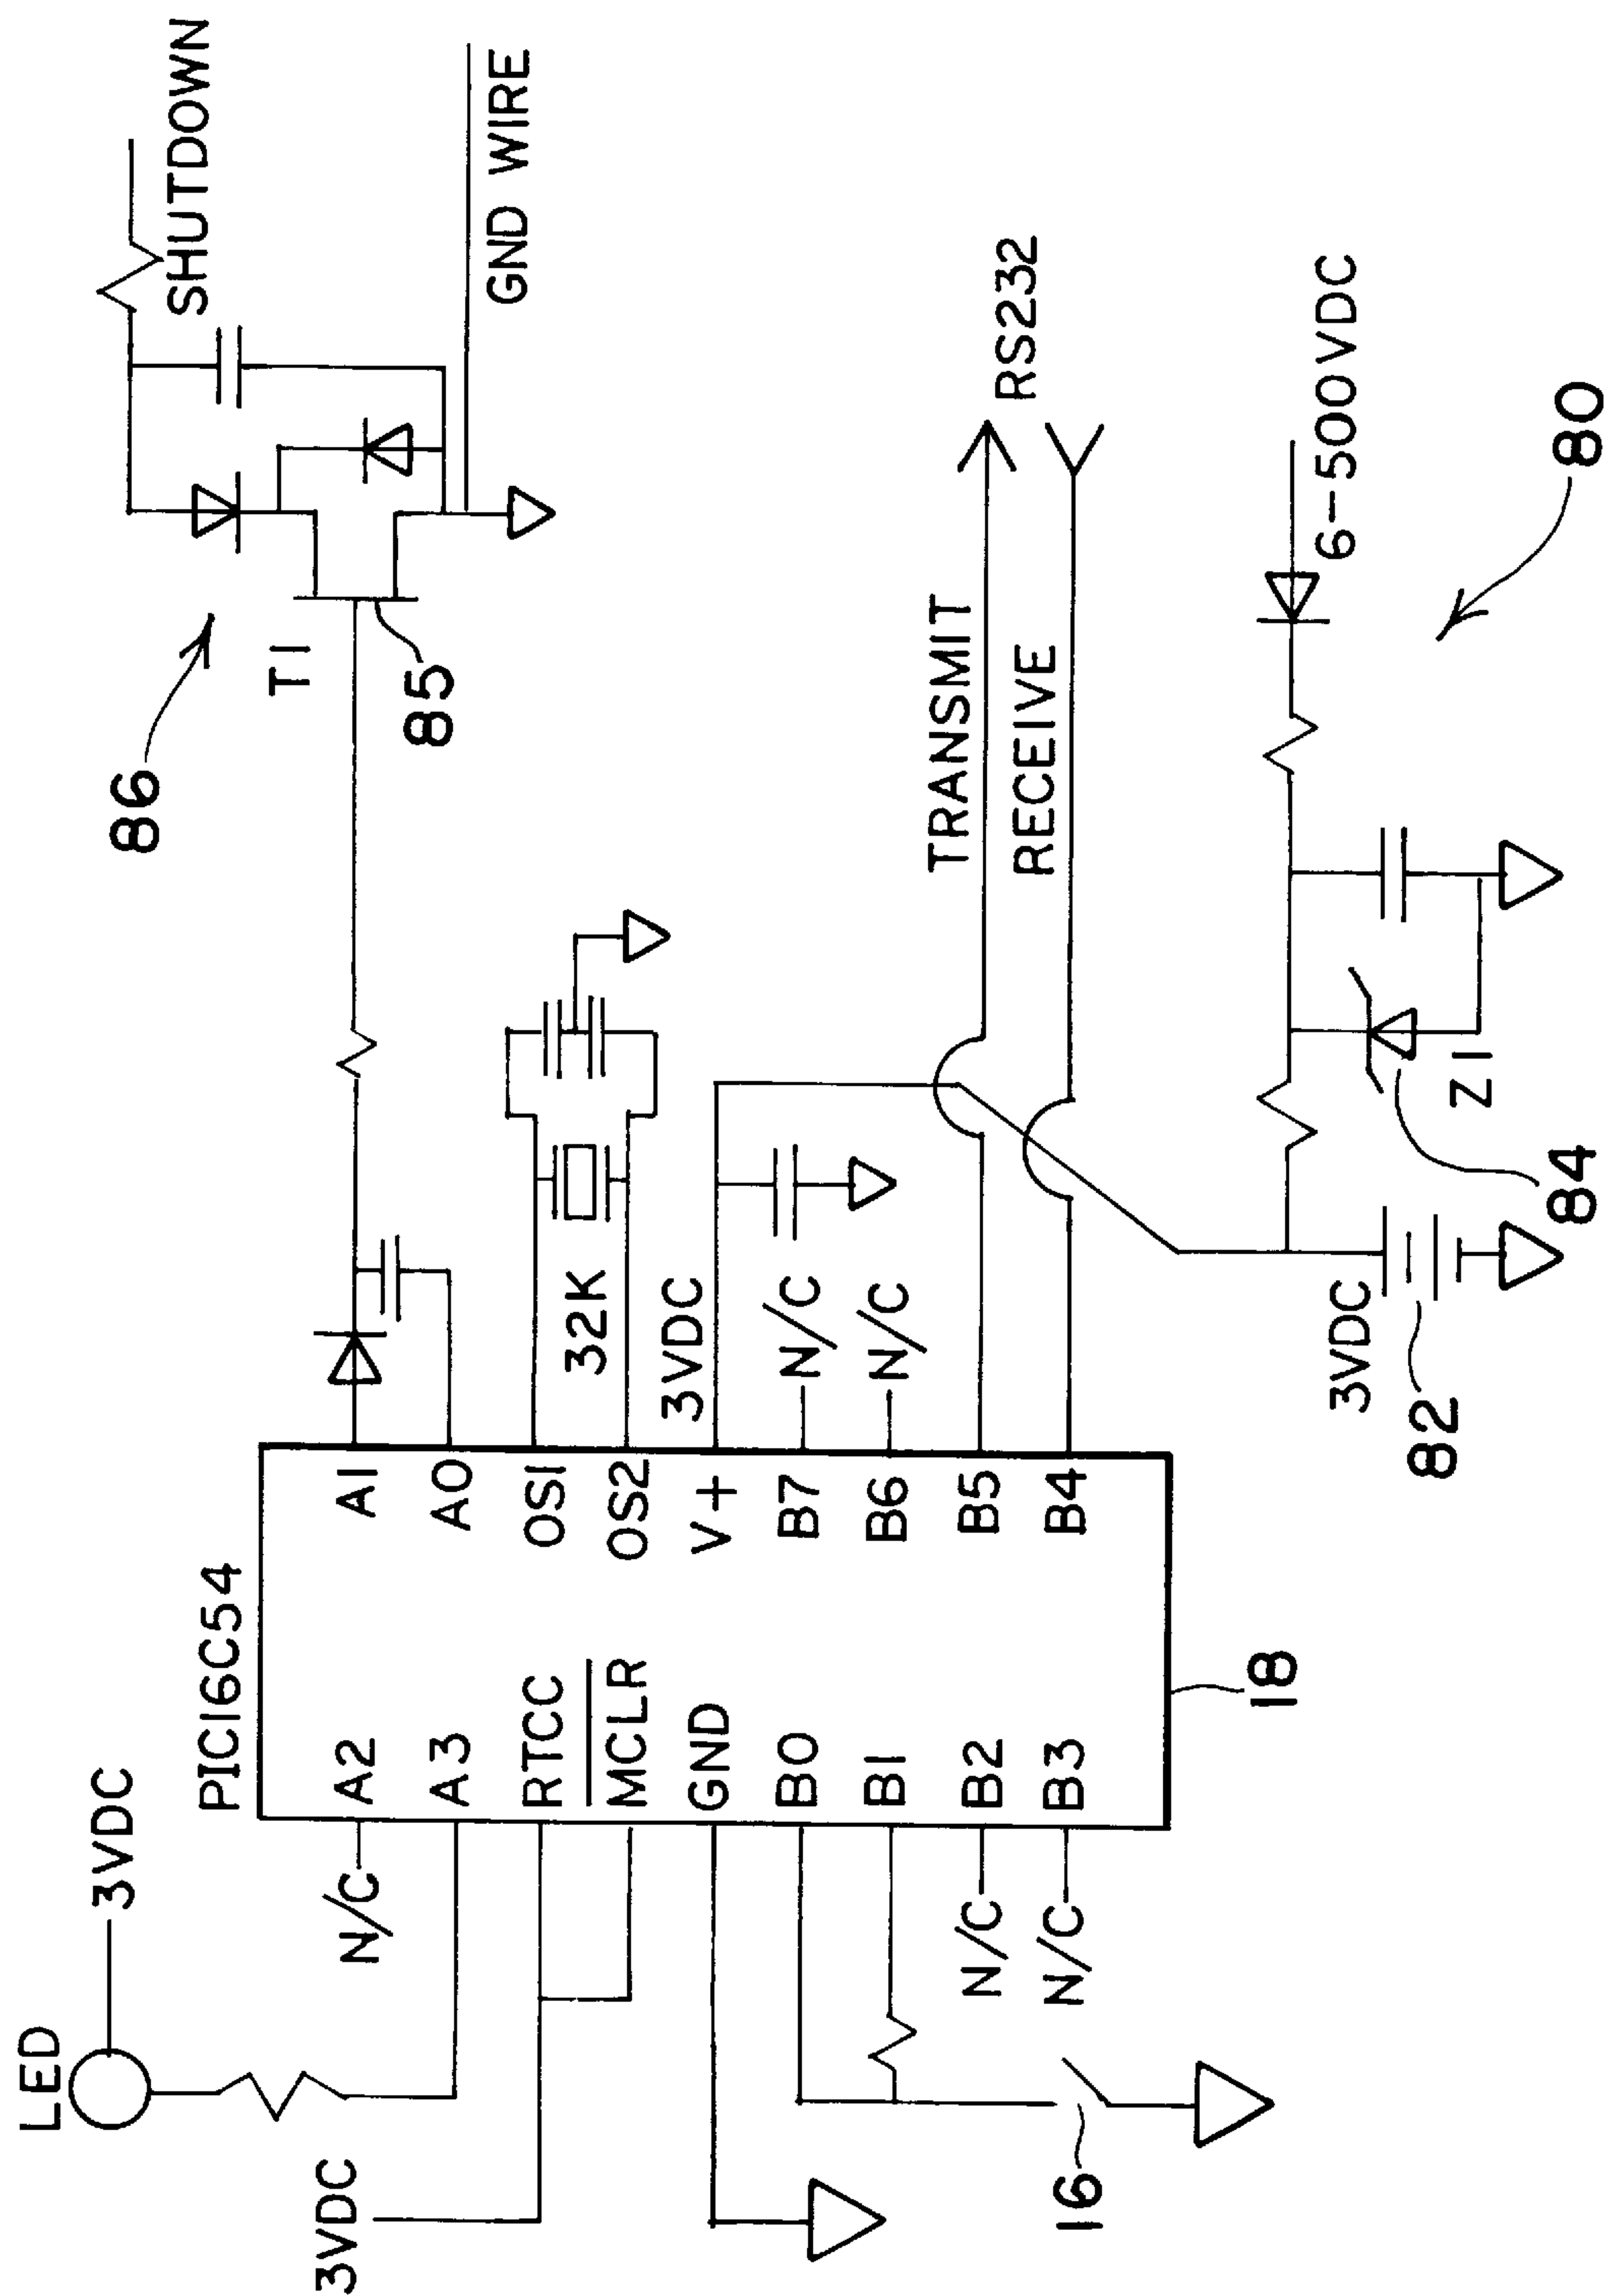 LED
3VDC
3VDC
PIC16C54
N/C
A2
A3
RTCC
MCLR
GND
B0
B1
N/C
B2
N/C
B3
16
18
A1
A0
OS1
OS2
V+
B7
B6
B5
B4
32K
3VDC
N/C
N/C
86
T1
85
SHUTDOWN
GND WIRE
TRANSMIT
RECEIVE
RS232
3VDC
82
84
Z1
6-500VDC
80